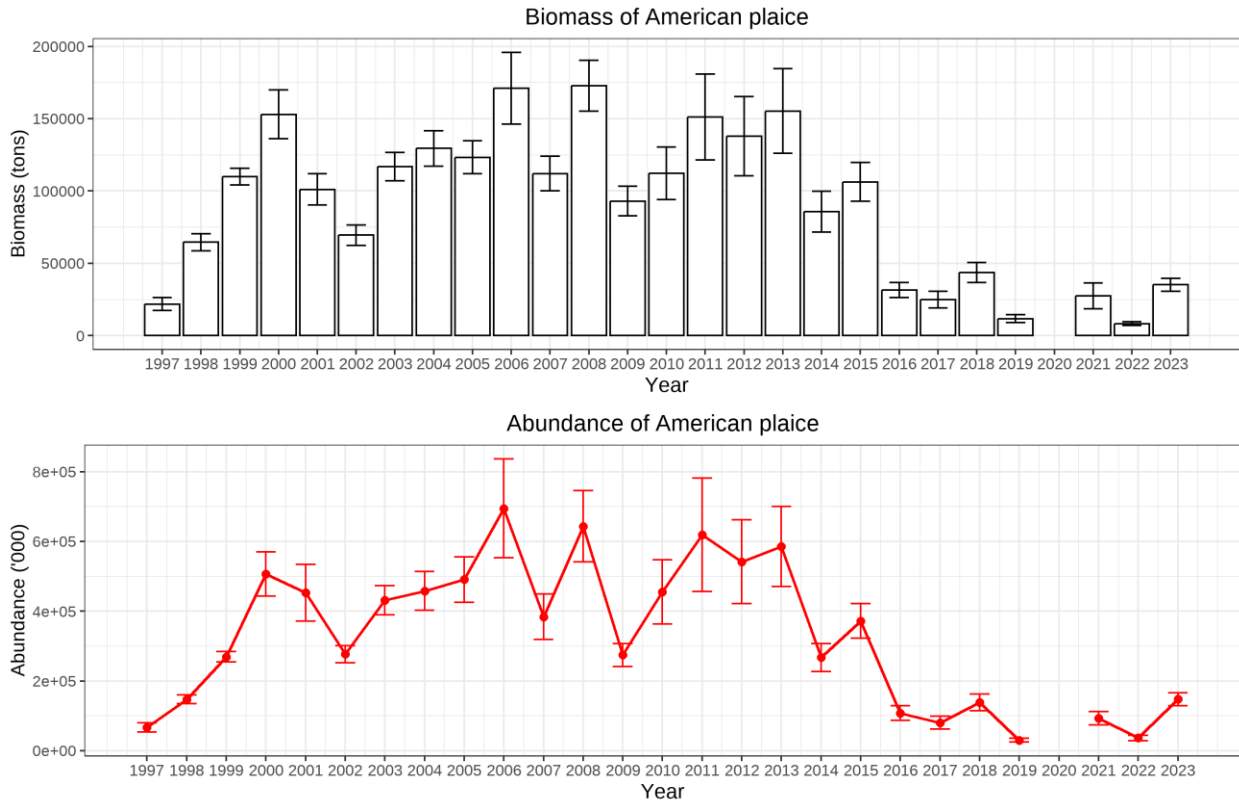 Biomass of American plaice
200000
150000
100000
50000
0
Biomass (tons)
1997 1998 1999 2000 2001 2002 2003 2004 2005 2006 2007 2008 2009 2010 2011 2012 2013 2014 2015 2016 2017 2018 2019 2020 2021 2022 2023
Year
Abundance of American plaice
8e+05
6e+05
4e+05
2e+05
0e+00
Abundance ('000)
1997 1998 1999 2000 2001 2002 2003 2004 2005 2006 2007 2008 2009 2010 2011 2012 2013 2014 2015 2016 2017 2018 2019 2020 2021 2022 2023
Year